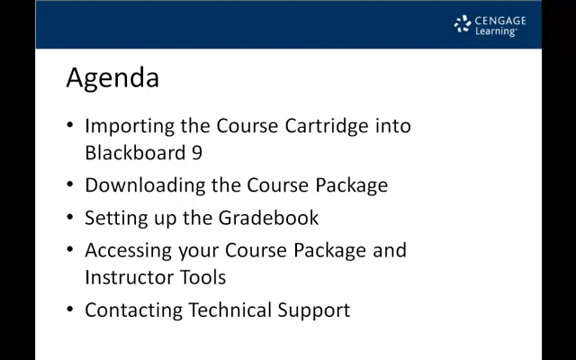 CENGAGE
Learning™
Agenda
• Importing the Course Cartridge into
Blackboard 9
• Downloading the Course Package
• Setting up the Gradebook
• Accessing your Course Package and
Instructor Tools
• Contacting Technical Support